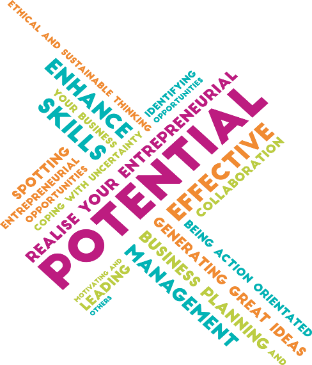 ETHICAL AND SUSTAINABLE THINKING
ENHANCE
YOUR BUSINESS
SKILLS
IDENTIFYING
OPPORTUNITIES
SPOTTING
ENTREPRENEURIAL
OPPORTUNITIES
COPING WITH UNCERTAINTY
REALISE YOUR ENTREPRENEURIAL
POTENTIAL
EFFECTIVE
COLLABORATION
MOTIVATING AND
LEADING
OTHERS
BEING ACTION ORIENTATED
GENERATING GREAT IDEAS
BUSINESS PLANNING AND
MANAGEMENT